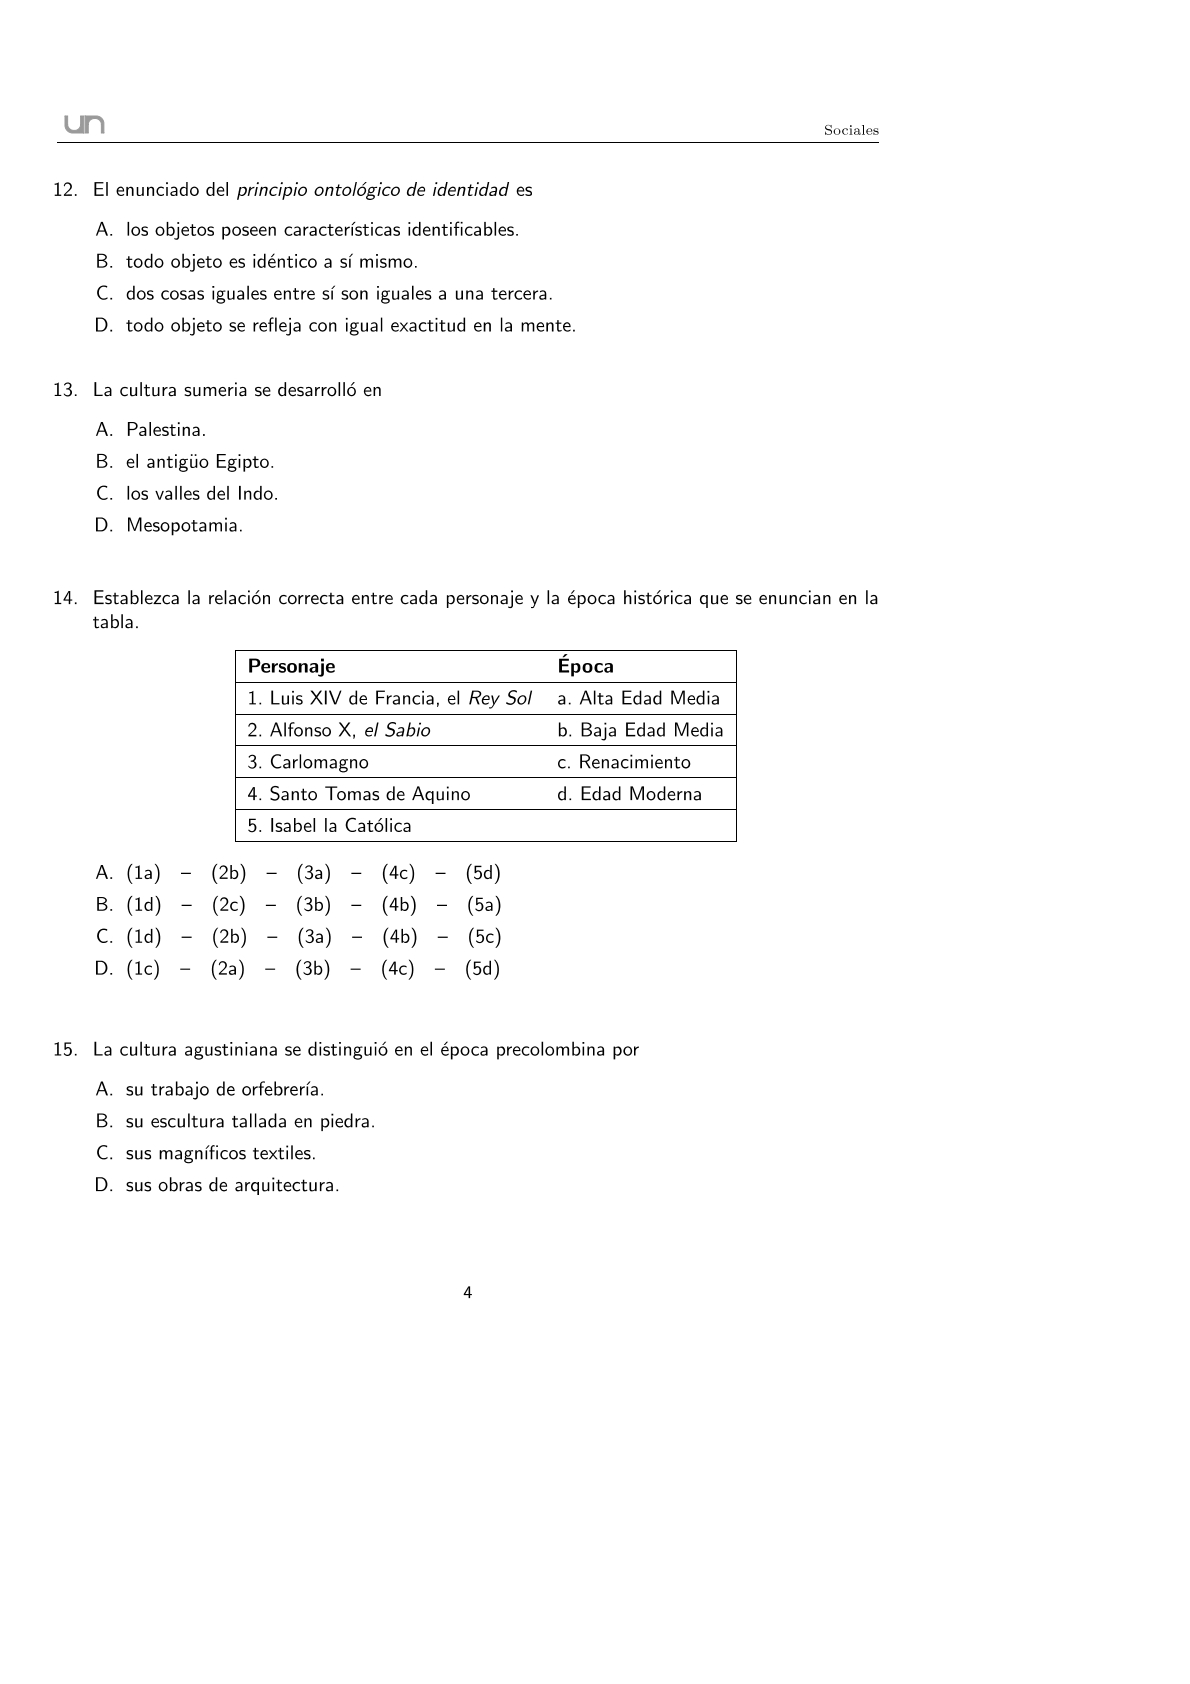 un
Sociales
12. El enunciado del principio ontológico de identidad es
A. los objetos poseen características identificables.
B. todo objeto es idéntico a sí mismo.
C. dos cosas iguales entre sí son iguales a una tercera.
D. todo objeto se refleja con igual exactitud en la mente.
13. La cultura sumeria se desarrolló en
A. Palestina.
B. el antigüo Egipto.
C. los valles del Indo.
D. Mesopotamia.
14. Establezca la relación correcta entre cada personaje y la época histórica que se enuncian en la
tabla.
Personaje Época
1. Luis XIV de Francia, el Rey Sol a. Alta Edad Media
2. Alfonso X, el Sabio b. Baja Edad Media
3. Carlomagno c. Renacimiento
4. Santo Tomas de Aquino d. Edad Moderna
5. Isabel la Católica
A. (1a) – (2b) – (3a) – (4c) – (5d)
B. (1d) – (2c) – (3b) – (4b) – (5a)
C. (1d) – (2b) – (3a) – (4b) – (5c)
D. (1c) – (2a) – (3b) – (4c) – (5d)
15. La cultura agustiniana se distinguió en el época precolombina por
A. su trabajo de orfebrería.
B. su escultura tallada en piedra.
C. sus magníficos textiles.
D. sus obras de arquitectura.
4